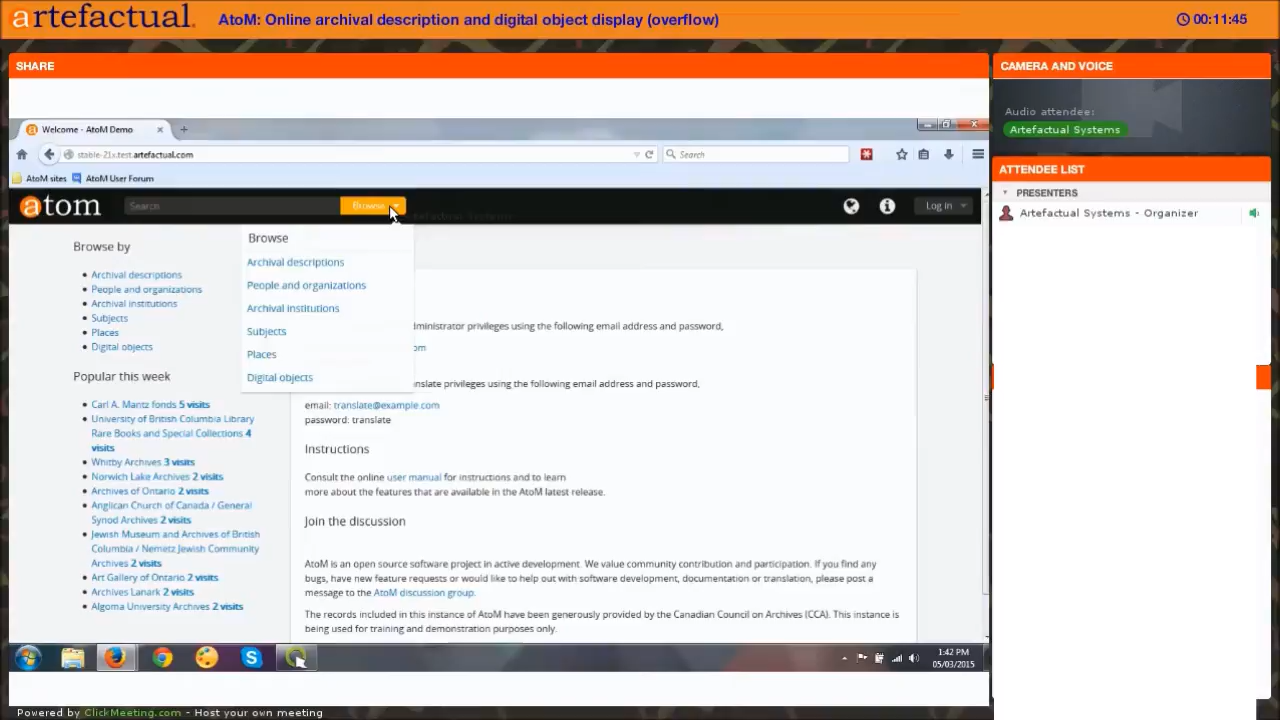 artefactual
AtoM: Online archival description and digital object display (overflow)
00:11:45
SHARE
Welcome - AtoM Demo
stable-21x.test.artefactual.com
Search
AtoM sites
AtoM User Forum
atom
Search
Browse
Log in
Browse by
Archival descriptions
People and organizations
Archival institutions
Subjects
Places
Digital objects
Popular this week
Carl A. Mantz fonds 5 visits
University of British Columbia Library
Rare Books and Special Collections 4
visits
Whitby Archives 3 visits
Norwich Lake Archives 2 visits
Archives of Ontario 2 visits
Anglican Church of Canada / General
Synod Archives 2 visits
Jewish Museum and Archives of British
Columbia / Nemetz Jewish Community
Archives 2 visits
Art Gallery of Ontario 2 visits
Archives Lanark 2 visits
Algoma University Archives 2 visits
Browse
Archival descriptions
People and organizations
Archival institutions
Subjects
Places
Digital objects
dministrator privileges using the following email address and password,
om
nslate privileges using the following email address and password,
email: translate@example.com
password: translate
Instructions
Consult the online user manual for instructions and to learn
more about the features that are available in the AtoM latest release.
Join the discussion
AtoM is an open source software project in active development. We value community contribution and participation. If you find any
bugs, have new feature requests or would like to help out with software development, documentation or translation, please post a
message to the AtoM discussion group.
The records included in this instance of AtoM have been generously provided by the Canadian Council on Archives (CCA). This instance is
being used for training and demonstration purposes only.
1:42 PM
05/03/2015
CAMERA AND VOICE
Audio attendee:
Artefactual Systems
ATTENDEE LIST
PRESENTERS
Artefactual Systems - Organizer
Powered by ClickMeeting.com - Host your own meeting